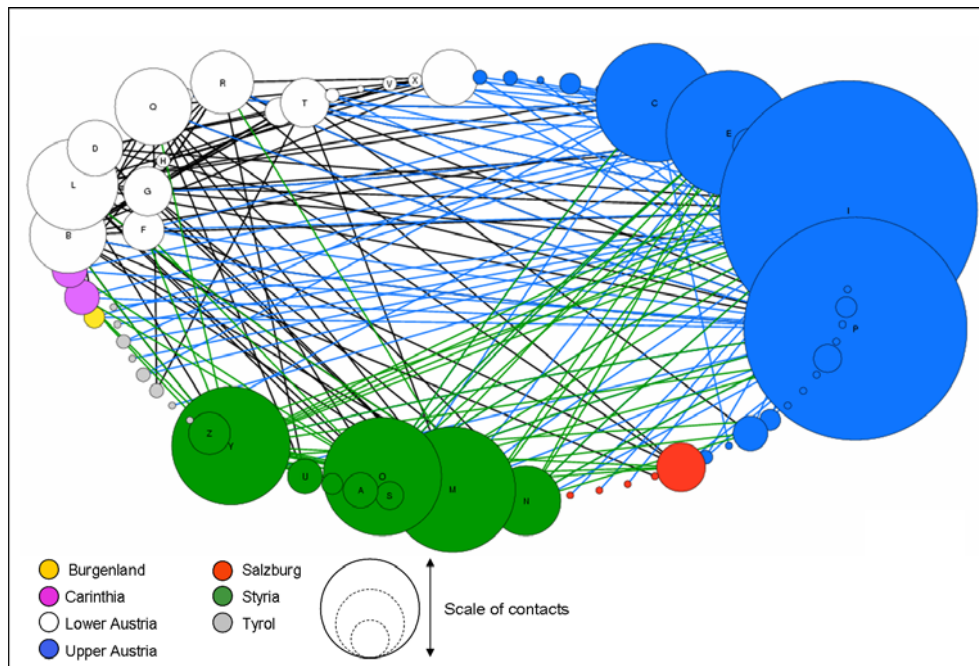 R
Q
T
V
X
C
E
D
H
L
G
I
B
F
P
Z
Y
U
A
O
S
M
N
Burgenland
Carinthia
Lower Austria
Upper Austria
Salzburg
Styria
Tyrol
Scale of contacts